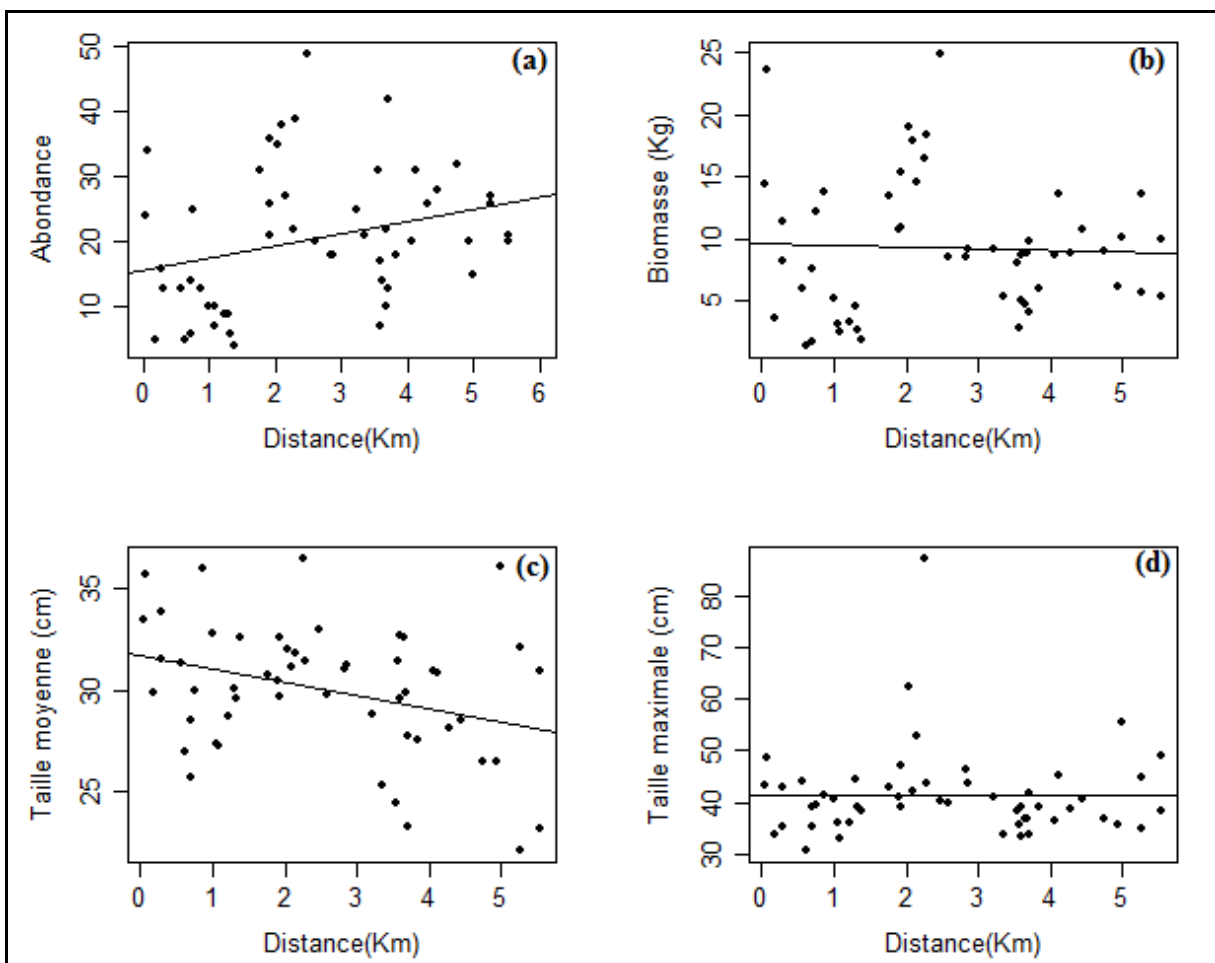 (a)
Abondance
50
40
30
20
10
0 1 2 3 4 5 6
Distance(Km)
(b)
Biomasse (Kg)
25
20
15
10
5
0 1 2 3 4 5
Distance(Km)
(c)
Taille moyenne (cm)
35
30
25
0 1 2 3 4 5
Distance(Km)
(d)
Taille maximale (cm)
80
70
60
50
40
30
0 1 2 3 4 5
Distance(Km)